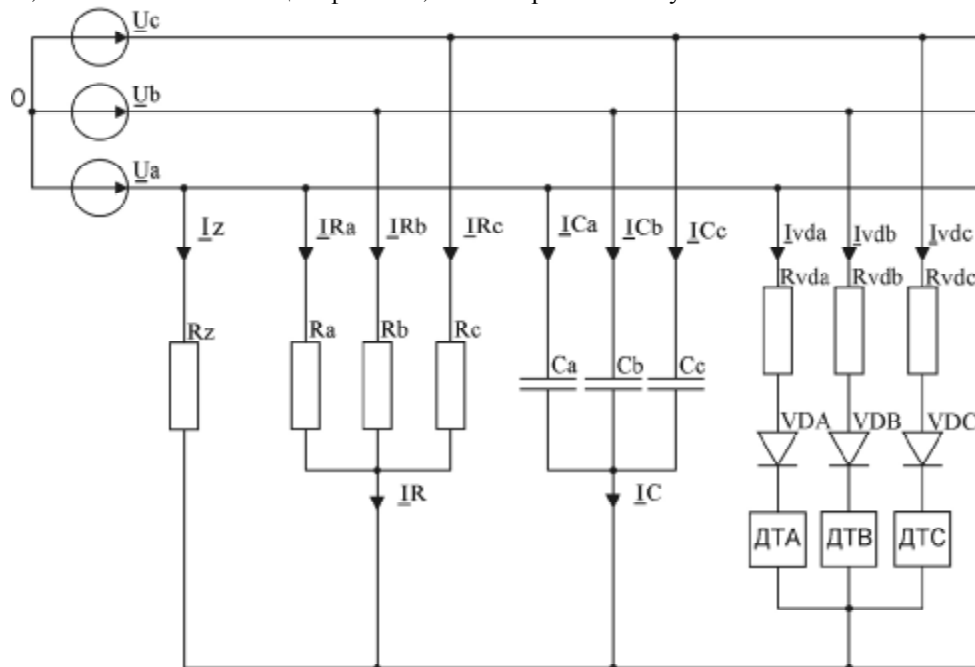 Uc
O
Ub
Ua
Iz
IRa
IRb
IRc
ICa
ICb
ICc
Ivda
Ivdb
Ivdc
Rvda
Rvdb
Rvdc
Rz
Ra
Rb
Rc
Ca
Cb
Cc
VDA
VDB
VDC
IR
IC
ДТА
ДТВ
ДТС